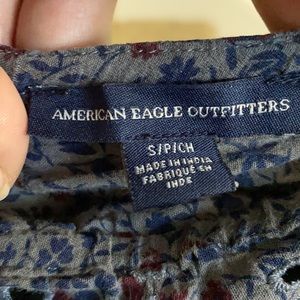 AMERICAN EAGLE OUTFITTERS
S/P/CH
MADE IN INDIA
FABRIQUÉ EN
INDE